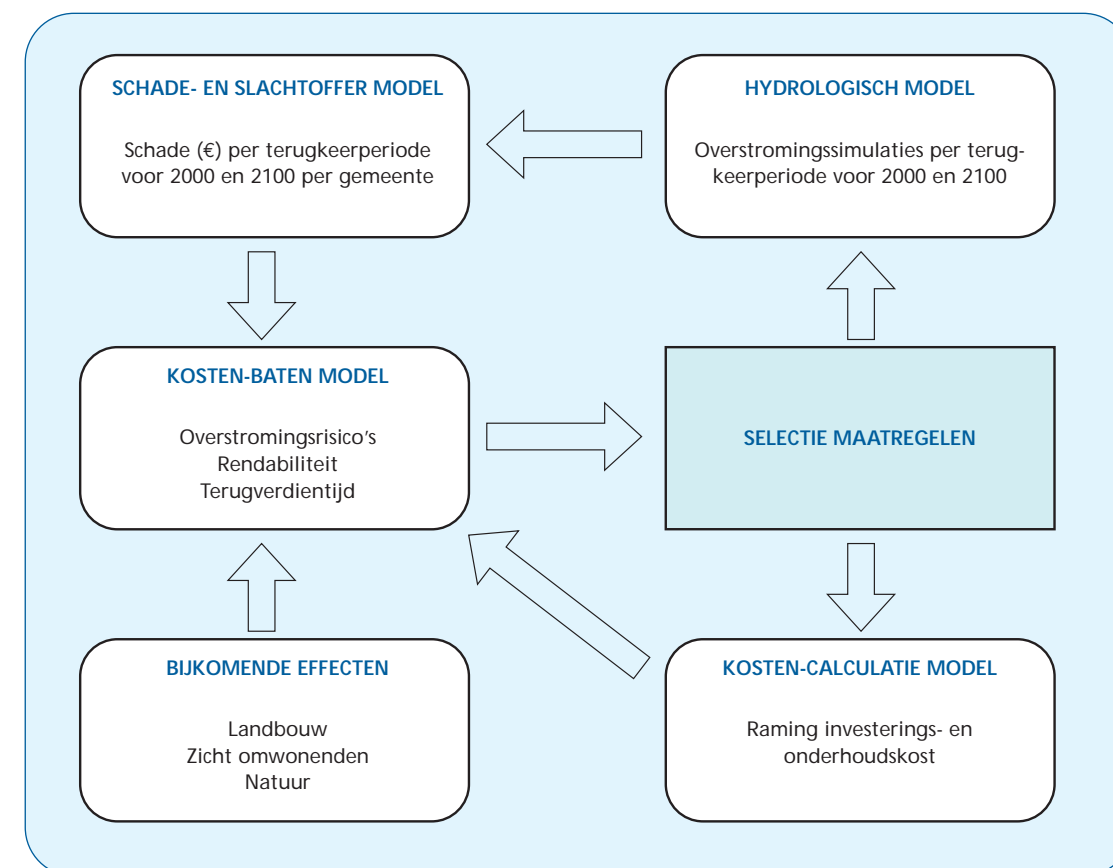 SCHADE- EN SLACHTOFFER MODEL
Schade (€) per terugkeerperiode
voor 2000 en 2100 per gemeente
HYDROLOGISCH MODEL
Overstromingssimulaties per terug-
keerperiode voor 2000 en 2100
KOSTEN-BATEN MODEL
Overstromingsrisico's
Rendabiliteit
Terugverdientijd
SELECTIE MAATREGELEN
BIJKOMENDE EFFECTEN
Landbouw
Zicht omwonenden
Natuur
KOSTEN-CALCULATIE MODEL
Raming investerings- en
onderhoudskost